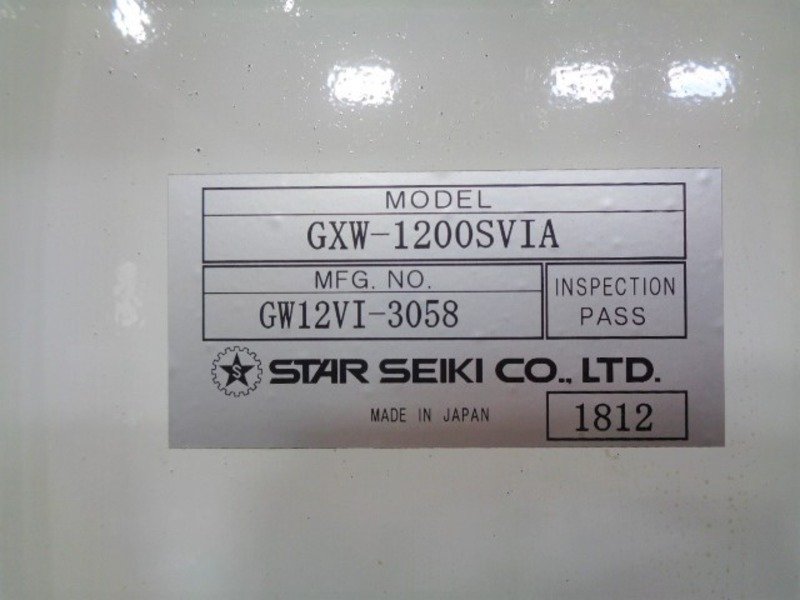 MODEL
GXW-1200SVIA
MFG. NO.
GW12VI-3058
INSPECTION
PASS
S
STAR SEIKI CO., LTD.
MADE IN JAPAN
1812